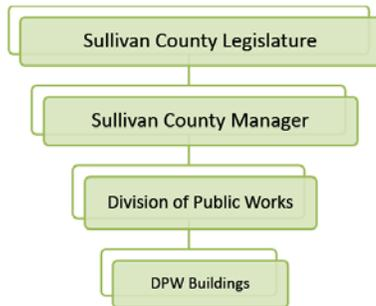 Sullivan County Legislature
Sullivan County Manager
Division of Public Works
DPW Buildings